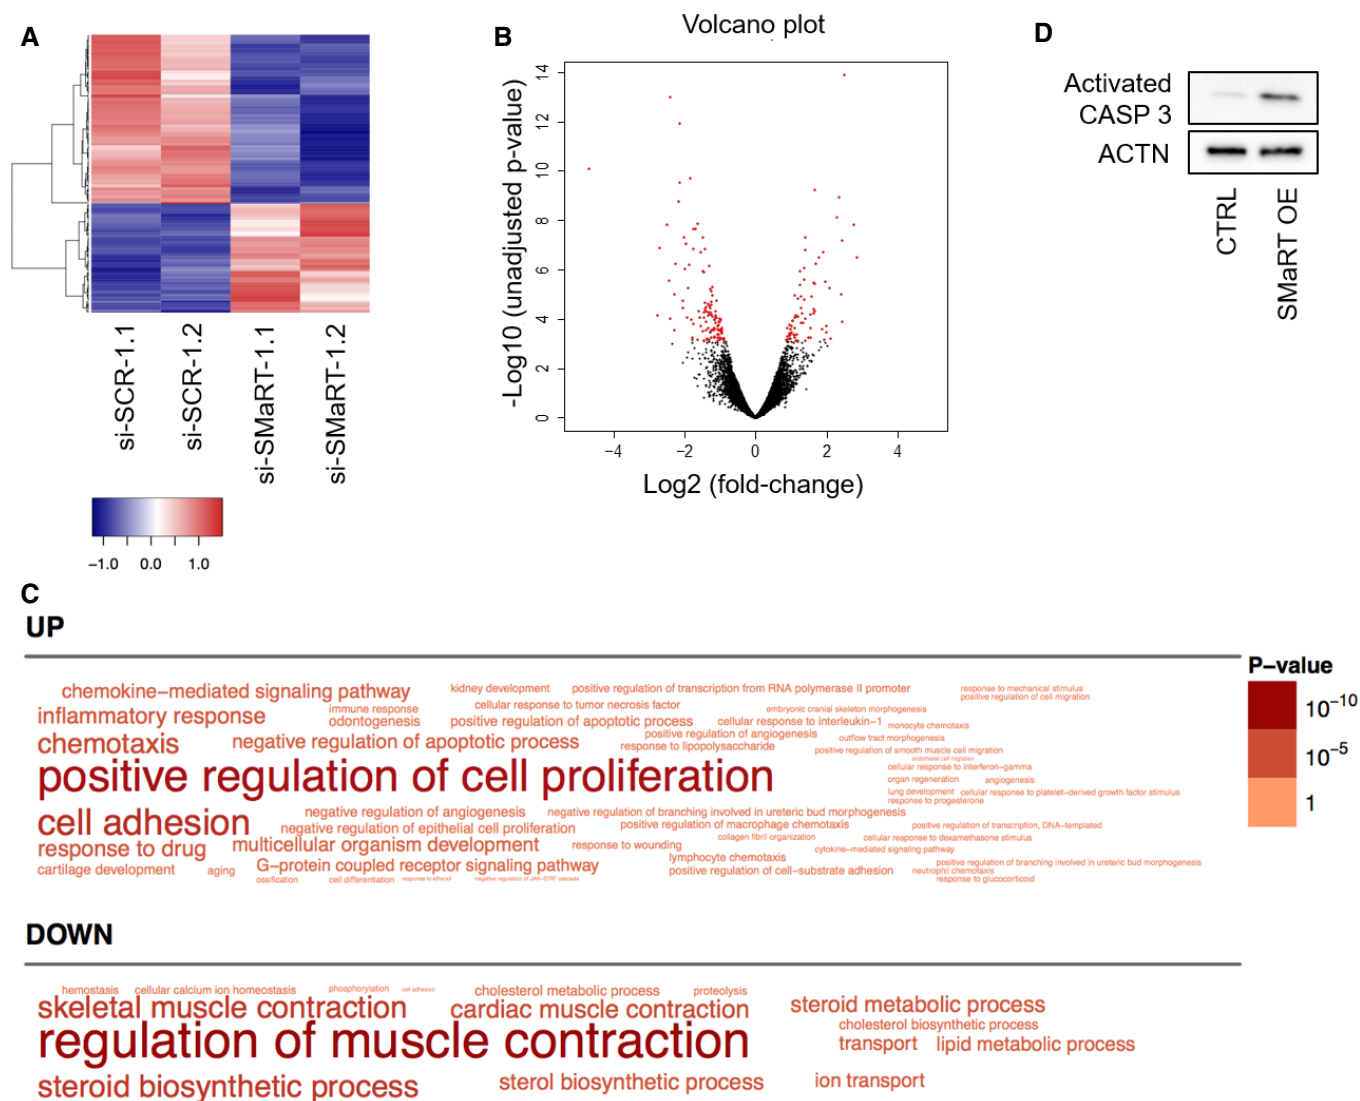 A
si-SCR-1.1
si-SCR-1.2
si-SMaRT-1.1
si-SMaRT-1.2
−1.0 0.0 1.0
B
Volcano plot
-Log10 (unadjusted p-value)
14
12
10
8
6
4
2
0
−4 −2 0 2 4
Log2 (fold-change)
D
Activated
CASP 3
ACTN
CTRL
SMaRT OE
C
UP
chemokine−mediated signaling pathway
kidney development
positive regulation of transcription from RNA polymerase II promoter
response to mechanical stimulus
positive regulation of cell migration
inflammatory response
immune response
cellular response to tumor necrosis factor
embryonic cranial skeleton morphogenesis
odontogenesis
positive regulation of apoptotic process
cellular response to interleukin−1
monocyte chemotaxis
chemotaxis
negative regulation of apoptotic process
positive regulation of angiogenesis
outflow tract morphogenesis
response to lipopolysaccharide
positive regulation of smooth muscle cell migration
endothelial cell migration
positive regulation of cell proliferation
cellular response to interferon−gamma
organ regeneration
angiogenesis
lung development
cellular response to platelet−derived growth factor stimulus
response to progesterone
cell adhesion
negative regulation of angiogenesis
negative regulation of branching involved in ureteric bud morphogenesis
negative regulation of epithelial cell proliferation
positive regulation of macrophage chemotaxis
positive regulation of transcription, DNA−templated
response to drug
multicellular organism development
response to wounding
collagen fibril organization
cellular response to dexamethasone stimulus
cytokine−mediated signaling pathway
cartilage development
aging
G−protein coupled receptor signaling pathway
lymphocyte chemotaxis
positive regulation of cell−substrate adhesion
positive regulation of branching involved in ureteric bud morphogenesis
neutrophil chemotaxis
response to glucocorticoid
ossification
cell differentiation
response to ethanol
negative regulation of JAK−STAT cascade
P−value
10⁻¹⁰
10⁻⁵
1
DOWN
hemostasis
cellular calcium ion homeostasis
phosphorylation
cell adhesion
cholesterol metabolic process
proteolysis
skeletal muscle contraction
cardiac muscle contraction
steroid metabolic process
regulation of muscle contraction
cholesterol biosynthetic process
transport
lipid metabolic process
steroid biosynthetic process
sterol biosynthetic process
ion transport